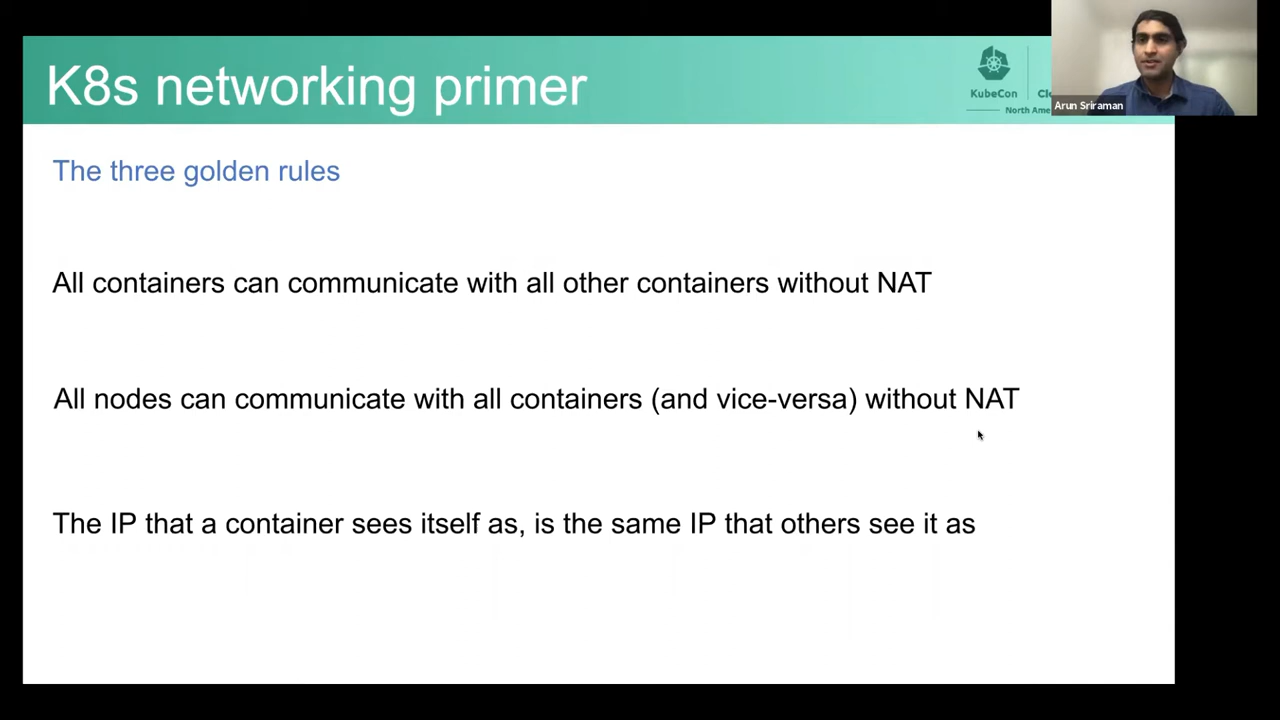 K8s networking primer
KubeCon
North
Arun Sriraman
The three golden rules
All containers can communicate with all other containers without NAT
All nodes can communicate with all containers (and vice-versa) without NAT
The IP that a container sees itself as, is the same IP that others see it as